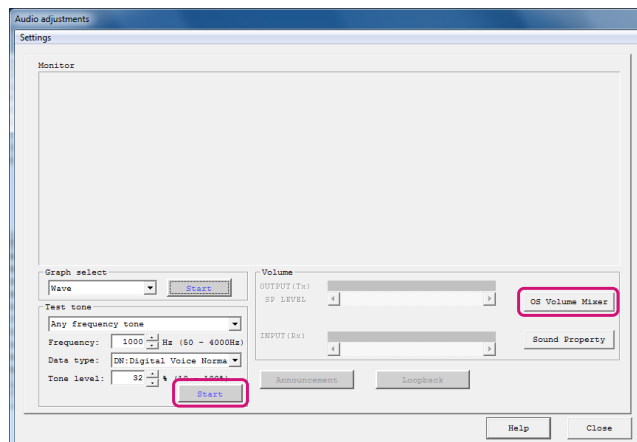 Audio adjustments
Settings
Monitor
Graph select
Wave
Start
Test tone
Any frequency tone
Frequency: 1000 Hz (50 - 4000Hz)
Data type: DN:Digital Voice Norma
Tone level: 32 % (10 - 100%)
Start
Volume
OUTPUT(Tx)
SP LEVEL
OS Volume Mixer
INPUT(Rx)
Sound Property
Announcement
Loopback
Help
Close